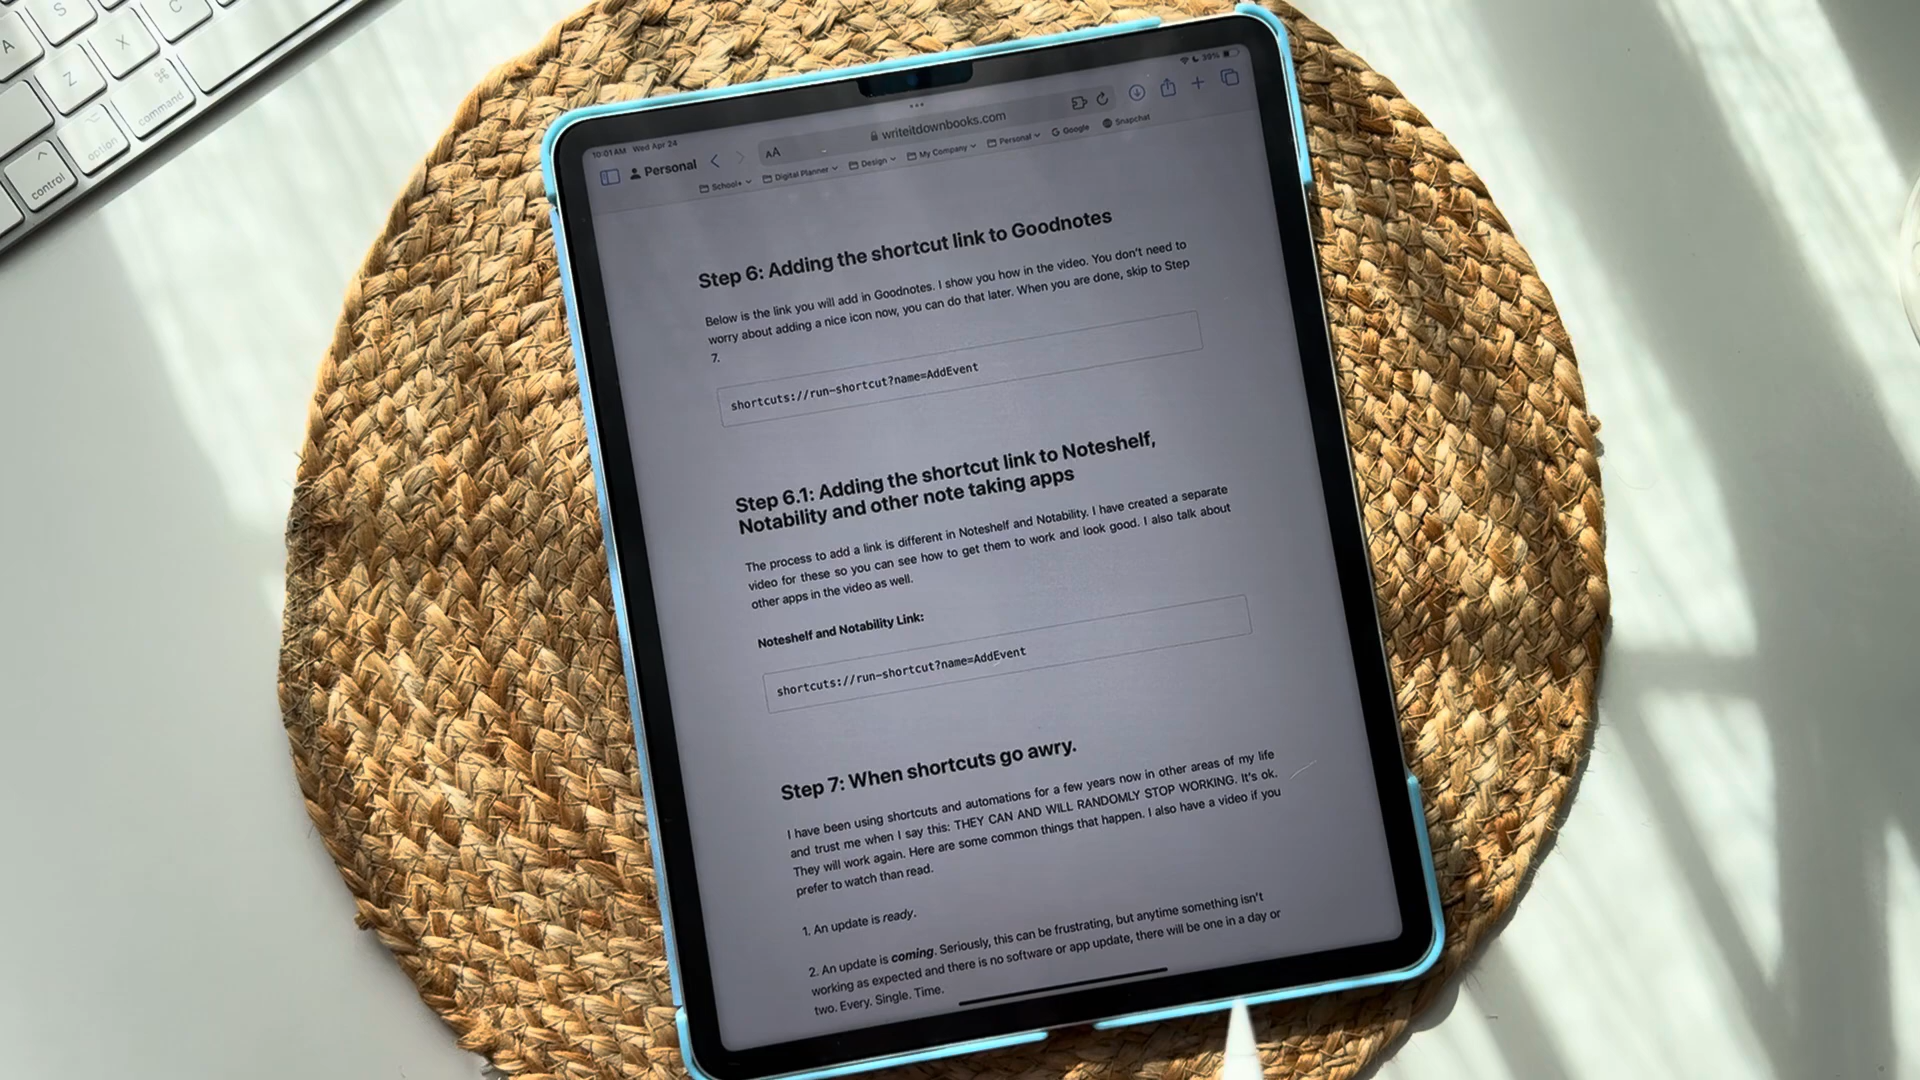 A
S
Z
X
C
⌘
command
⌥
option
^
control
10:01 AM Wed Apr 24
39%
Personal
AA
writeitdownbooks.com
School+
Digital Planner
Design
My Company
Personal
G Google
Snapchat
Step 6: Adding the shortcut link to Goodnotes
Below is the link you will add in Goodnotes. I show you how in the video. You don't need to
worry about adding a nice icon now, you can do that later. When you are done, skip to Step
7.
shortcuts://run-shortcut?name=AddEvent
Step 6.1: Adding the shortcut link to Noteshelf,
Notability and other note taking apps
The process to add a link is different in Noteshelf and Notability. I have created a separate
video for these so you can see how to get them to work and look good. I also talk about
other apps in the video as well.
Noteshelf and Notability Link:
shortcuts://run-shortcut?name=AddEvent
Step 7: When shortcuts go awry.
I have been using shortcuts and automations for a few years now in other areas of my life
and trust me when I say this: THEY CAN AND WILL RANDOMLY STOP WORKING. It's ok.
They will work again. Here are some common things that happen. I also have a video if you
prefer to watch than read.
1. An update is ready.
2. An update is coming. Seriously, this can be frustrating, but anytime something isn't
working as expected and there is no software or app update, there will be one in a day or
two. Every. Single. Time.